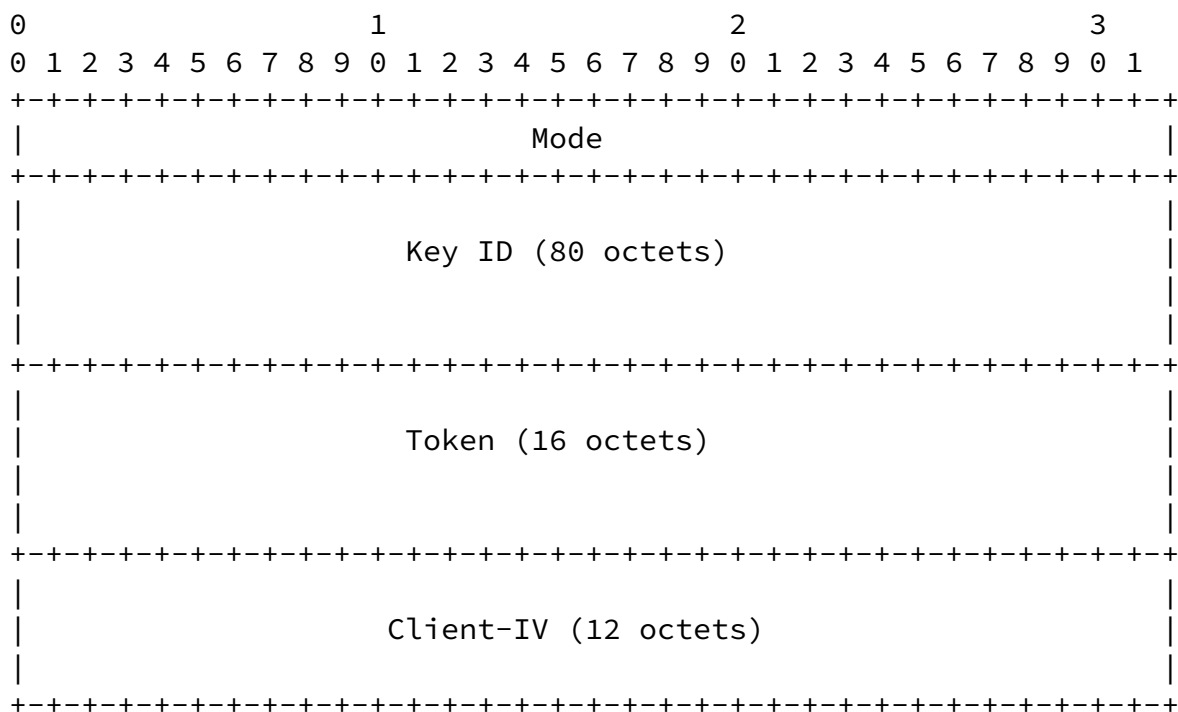 0                   1                   2                   3
0 1 2 3 4 5 6 7 8 9 0 1 2 3 4 5 6 7 8 9 0 1 2 3 4 5 6 7 8 9 0 1
+-+-+-+-+-+-+-+-+-+-+-+-+-+-+-+-+-+-+-+-+-+-+-+-+-+-+-+-+-+-+-+-+
|                            Mode                               |
+-+-+-+-+-+-+-+-+-+-+-+-+-+-+-+-+-+-+-+-+-+-+-+-+-+-+-+-+-+-+-+-+
|                                                               |
|                     Key ID (80 octets)                        |
|                                                               |
|                                                               |
+-+-+-+-+-+-+-+-+-+-+-+-+-+-+-+-+-+-+-+-+-+-+-+-+-+-+-+-+-+-+-+-+
|                                                               |
|                     Token (16 octets)                         |
|                                                               |
|                                                               |
+-+-+-+-+-+-+-+-+-+-+-+-+-+-+-+-+-+-+-+-+-+-+-+-+-+-+-+-+-+-+-+-+
|                                                               |
|                    Client-IV (12 octets)                      |
|                                                               |
+-+-+-+-+-+-+-+-+-+-+-+-+-+-+-+-+-+-+-+-+-+-+-+-+-+-+-+-+-+-+-+-+